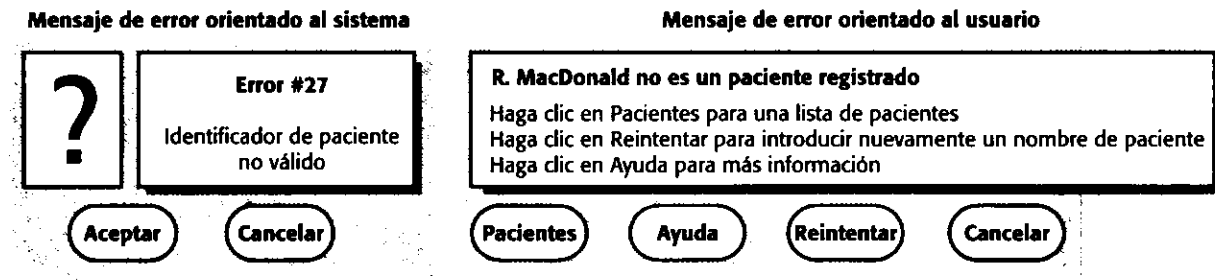 Mensaje de error orientado al sistema
?
Error #27
Identificador de paciente
no válido
Aceptar
Cancelar
Mensaje de error orientado al usuario
R. MacDonald no es un paciente registrado
Haga clic en Pacientes para una lista de pacientes
Haga clic en Reintentar para introducir nuevamente un nombre de paciente
Haga clic en Ayuda para más información
Pacientes
Ayuda
Reintentar
Cancelar